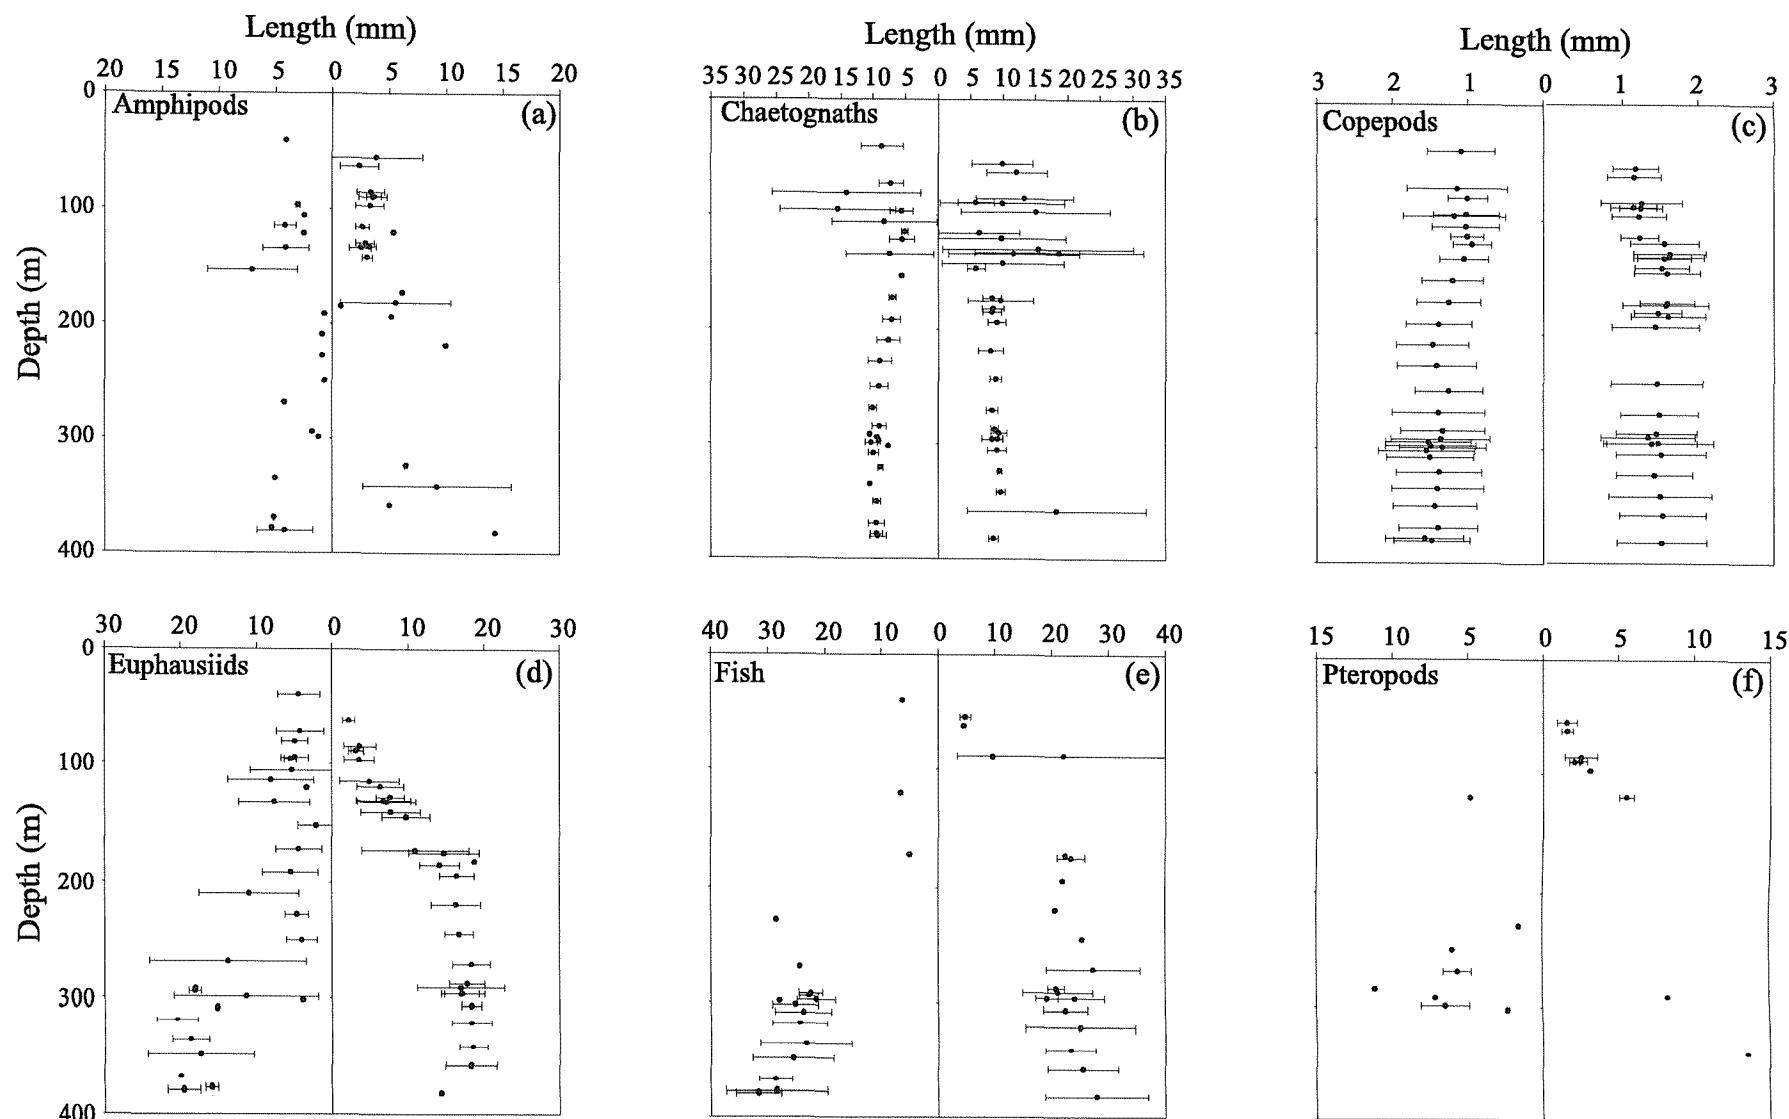 Length (mm) Length (mm) Length (mm)
20 15 10 5 0 5 10 15 20 35 30 25 20 15 10 5 0 5 10 15 20 25 30 35 3 2 1 0 1 2 3
0
Amphipods (a) Chaetognaths (b) Copepods (c)
100
200
300
400
Depth (m)
30 20 10 0 10 20 30 40 30 20 10 0 10 20 30 40 15 10 5 0 5 10 15
0
Euphausiids (d) Fish (e) Pteropods (f)
100
200
300
400
Depth (m)